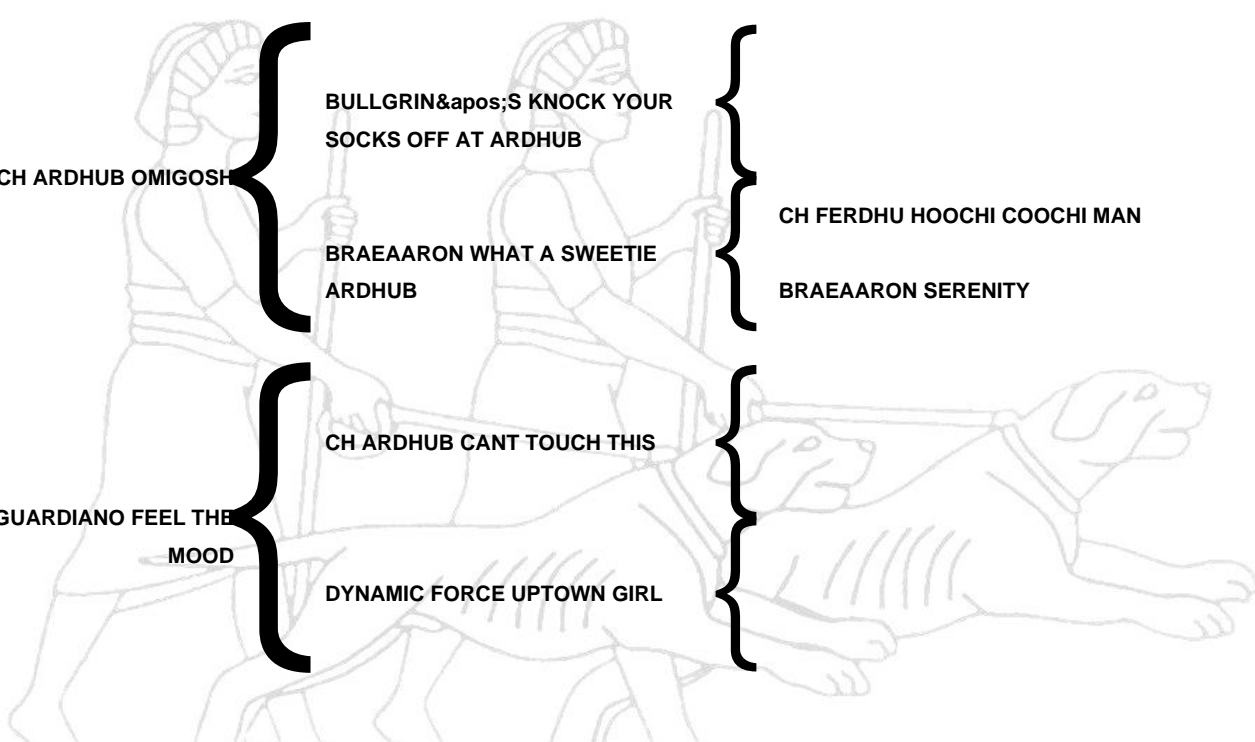 BULLGRIN&apos;S KNOCK YOUR
SOCKS OFF AT ARDHUB
CH ARDHUB OMIGOSH
CH FERDHU HOOCHI COOCHI MAN
BRAEAARON WHAT A SWEETIE
ARDHUB
BRAEAARON SERENITY
CH ARDHUB CANT TOUCH THIS
GUARDIANO FEEL THE
MOOD
DYNAMIC FORCE UPTOWN GIRL